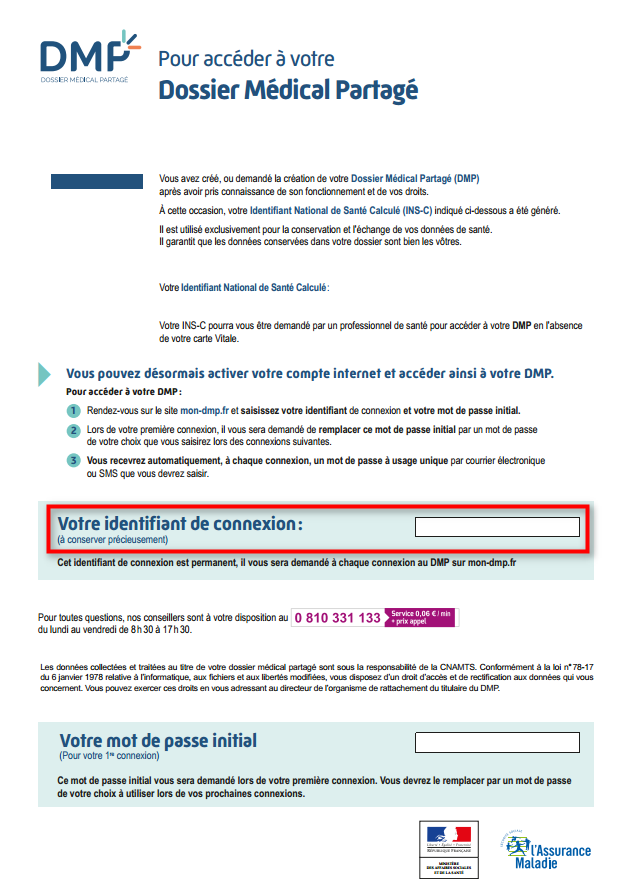 DMP
DOSSIER MÉDICAL PARTAGÉ
Pour accéder à votre
Dossier Médical Partagé
Vous avez créé, ou demandé la création de votre Dossier Médical Partagé (DMP)
après avoir pris connaissance de son fonctionnement et de vos droits.
À cette occasion, votre Identifiant National de Santé Calculé (INS-C) indiqué ci-dessous a été généré.
Il est utilisé exclusivement pour la conservation et l'échange de vos données de santé.
Il garantit que les données conservées dans votre dossier sont bien les vôtres.
Votre Identifiant National de Santé Calculé :
Votre INS-C pourra vous être demandé par un professionnel de santé pour accéder à votre DMP en l'absence
de votre carte Vitale.
Vous pouvez désormais activer votre compte internet et accéder ainsi à votre DMP.
Pour accéder à votre DMP :
1 Rendez-vous sur le site mon-dmp.fr et saisissez votre identifiant de connexion et votre mot de passe initial.
2 Lors de votre première connexion, il vous sera demandé de remplacer ce mot de passe initial par un mot de passe
de votre choix que vous saisirez lors des connexions suivantes.
3 Vous recevrez automatiquement, à chaque connexion, un mot de passe à usage unique par courrier électronique
ou SMS que vous devrez saisir.
Votre identifiant de connexion :
(à conserver précieusement)
Cet identifiant de connexion est permanent, il vous sera demandé à chaque connexion au DMP sur mon-dmp.fr
Pour toutes questions, nos conseillers sont à votre disposition au 0 810 331 133 Service 0,06 € / min
+ prix appel
du lundi au vendredi de 8 h 30 à 17 h 30.
Les données collectées et traitées au titre de votre dossier médical partagé sont sous la responsabilité de la CNAMTS. Conformément à la loi n° 78-17
du 6 janvier 1978 relative à l'informatique, aux fichiers et aux libertés modifiées, vous disposez d'un droit d'accès et de rectification aux données qui vous
concernent. Vous pouvez exercer ces droits en vous adressant au directeur de l'organisme de rattachement du titulaire du DMP.
Votre mot de passe initial
(Pour votre 1re connexion)
Ce mot de passe initial vous sera demandé lors de votre première connexion. Vous devrez le remplacer par un mot de passe
de votre choix à utiliser lors de vos prochaines connexions.
Liberté • Égalité • Fraternité
RÉPUBLIQUE FRANÇAISE
MINISTÈRE
DES AFFAIRES SOCIALES
ET DE LA SANTÉ
l'Assurance
Maladie